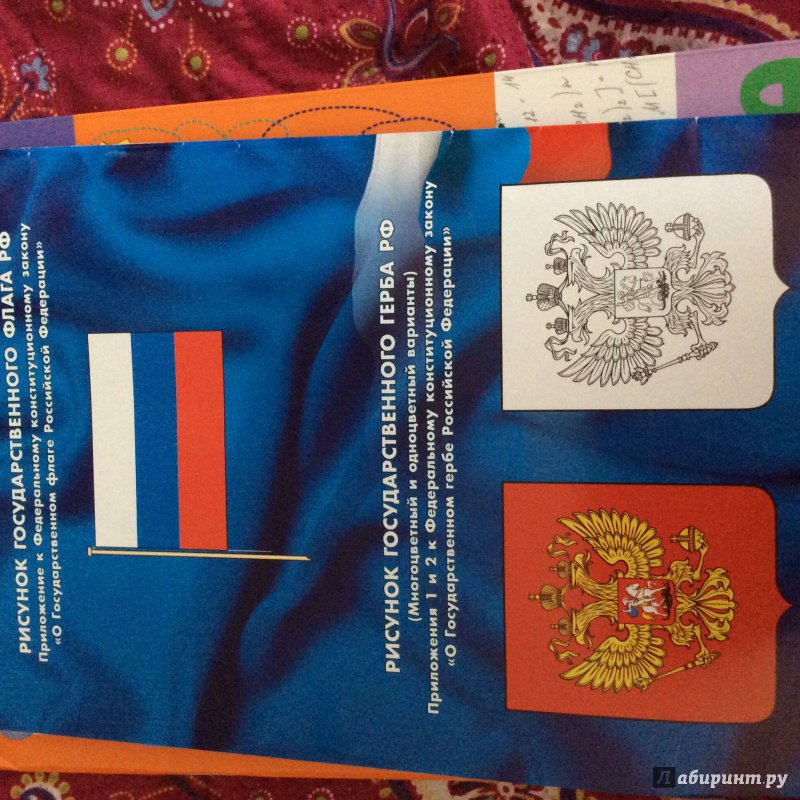 РИСУНОК ГОСУДАРСТВЕННОГО ФЛАГА РФ
Приложение к Федеральному конституционному закону
«О Государственном флаге Российской Федерации»
РИСУНОК ГОСУДАРСТВЕННОГО ГЕРБА РФ
(Многоцветный и одноцветный варианты)
Приложения 1 и 2 к Федеральному конституционному закону
«О Государственном гербе Российской Федерации»
Лабиринт.ру